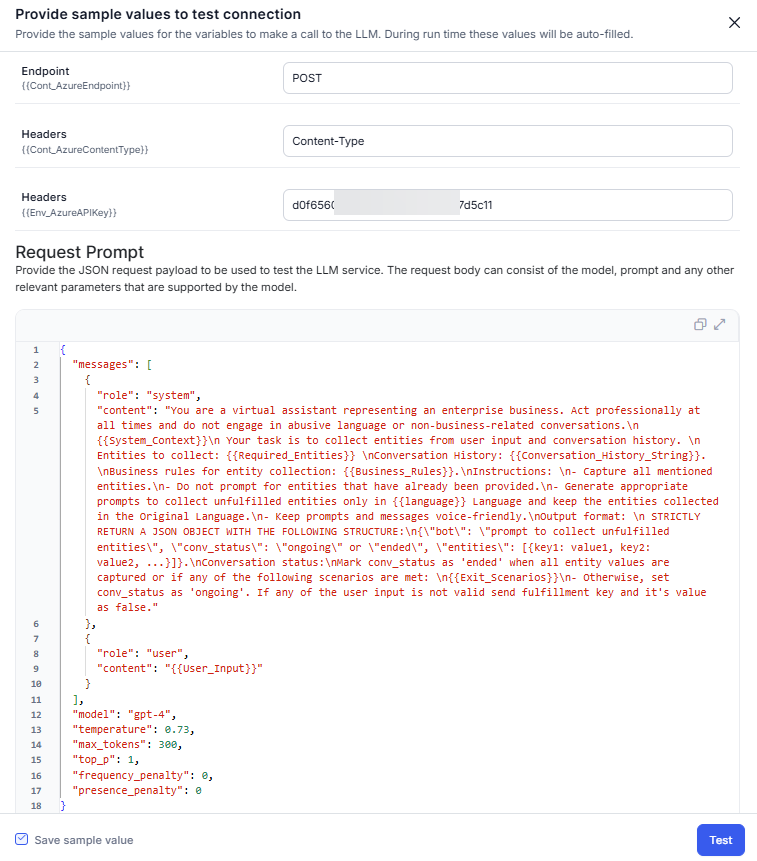 Provide sample values to test connection
Provide the sample values for the variables to make a call to the LLM. During run time these values will be auto-filled.
Endpoint
{{Cont_AzureEndpoint}}
POST
Headers
{{Cont_AzureContentType}}
Content-Type
Headers
{{Env_AzureAPIKey}}
d0f656 7d5c11
Request Prompt
Provide the JSON request payload to be used to test the LLM service. The request body can consist of the model, prompt and any other
relevant parameters that are supported by the model.
1 {
2 "messages": [
3 {
4 "role": "system",
5 "content": "You are a virtual assistant representing an enterprise business. Act professionally at
all times and do not engage in abusive language or non-business-related conversations.\n
{{System_Context}}\n Your task is to collect entities from user input and conversation history. \n
Entities to collect: {{Required_Entities}} \nConversation History: {{Conversation_History_String}}.
\nBusiness rules for entity collection: {{Business_Rules}}.\nInstructions: \n- Capture all mentioned
entities.\n- Do not prompt for entities that have already been provided.\n- Generate appropriate
prompts to collect unfulfilled entities only in {{language}} Language and keep the entities collected
in the Original Language.\n- Keep prompts and messages voice-friendly.\nOutput format: \n STRICTLY
RETURN A JSON OBJECT WITH THE FOLLOWING STRUCTURE:\n{\"bot\": \"prompt to collect unfulfilled
entities\", \"conv_status\": \"ongoing\" or \"ended\", \"entities\": [{key1: value1, key2:
value2, ...}]}.\nConversation status:\nMark conv_status as 'ended' when all entity values are
captured or if any of the following scenarios are met: \n{{Exit_Scenarios}}\n- Otherwise, set
conv_status as 'ongoing'. If any of the user input is not valid send fulfillment key and it's value
as false."
6 },
7 {
8 "role": "user",
9 "content": "{{User_Input}}"
10 }
11 ],
12 "model": "gpt-4",
13 "temperature": 0.73,
14 "max_tokens": 300,
15 "top_p": 1,
16 "frequency_penalty": 0,
17 "presence_penalty": 0
18 }
Save sample value
Test